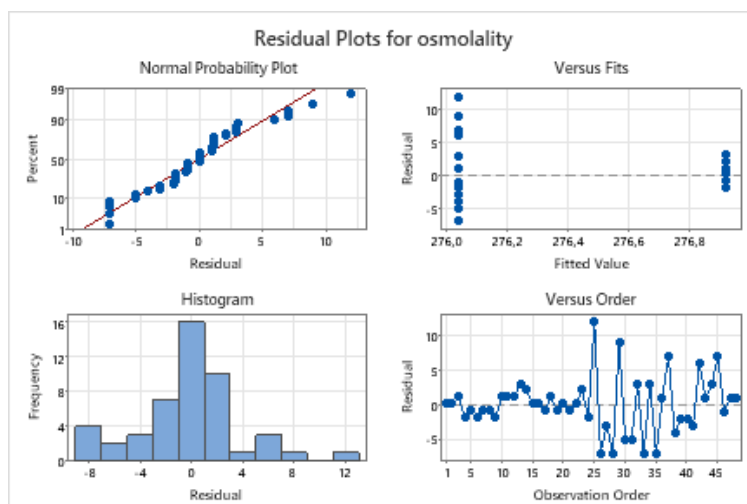 Residual Plots for osmolality
Normal Probability Plot
Percent
99
90
50
10
1
-10 -5 0 5 10
Residual
Versus Fits
Residual
10
5
0
-5
276,0 276,2 276,4 276,6 276,8
Fitted Value
Histogram
Frequency
16
12
8
4
0
-8 -4 0 4 8 12
Residual
Versus Order
Residual
10
5
0
-5
1 5 10 15 20 25 30 35 40 45
Observation Order